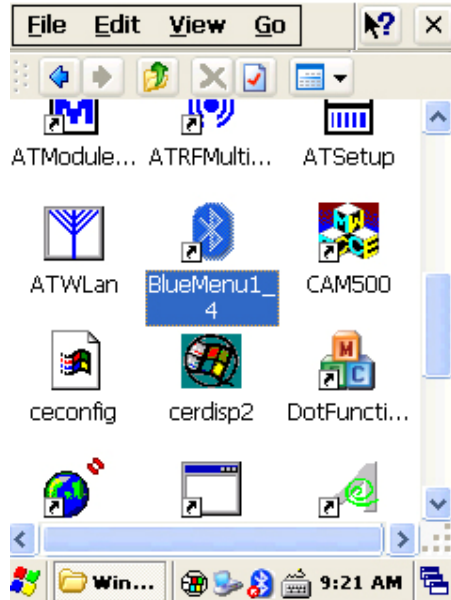 File Edit View Go
ATModule... ATRFMulti... ATSetup
ATWLan BlueMenu1_ CAM500
4
ceconfig cerdisp2 DotFuncti...
Win... 9:21 AM